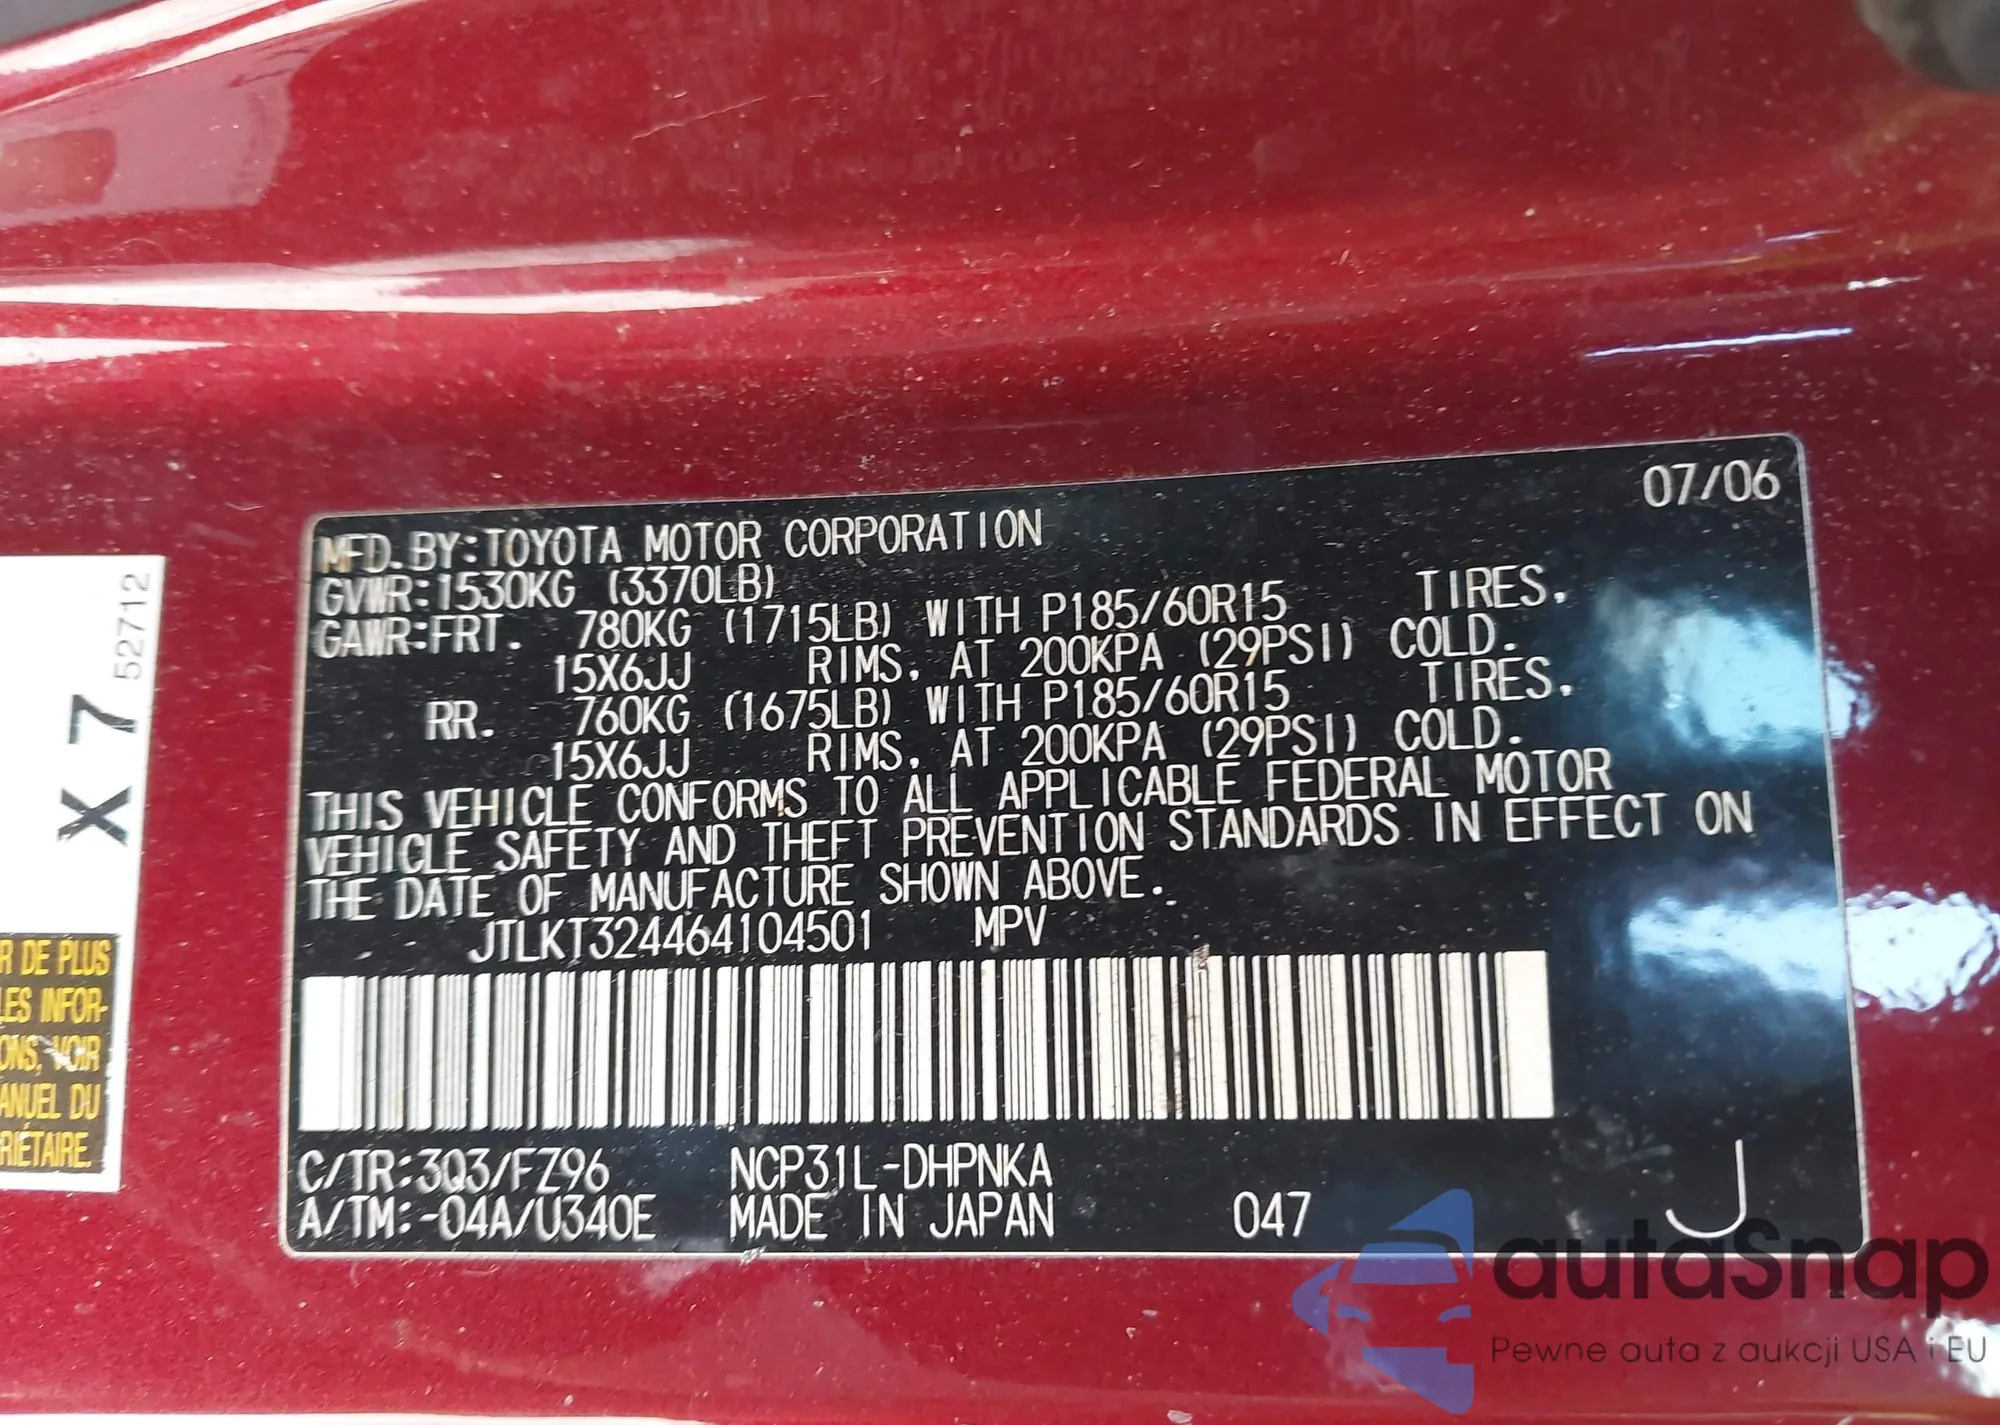 07/06
MFD.BY:TOYOTA MOTOR CORPORATION
GVWR:1530KG (3370LB)
GAWR:FRT. 780KG (1715LB) WITH P185/60R15 TIRES,
15X6JJ RIMS, AT 200KPA (29PSI) COLD.
RR. 760KG (1675LB) WITH P185/60R15 TIRES,
15X6JJ RIMS, AT 200KPA (29PSI) COLD.
THIS VEHICLE CONFORMS TO ALL APPLICABLE FEDERAL MOTOR
VEHICLE SAFETY AND THEFT PREVENTION STANDARDS IN EFFECT ON
THE DATE OF MANUFACTURE SHOWN ABOVE.
JTLKT324464104501 MPV
C/TR:3Q3/FZ96 NCP31L-DHPNKA
A/TM:-04A/U340E MADE IN JAPAN 047 J
X 7
52712
R DE PLUS
LES INFOR-
ONS, VOIR
ANUEL DU
RIÉTAIRE.
autaSnap
Pewne auta z aukcji USA i EU